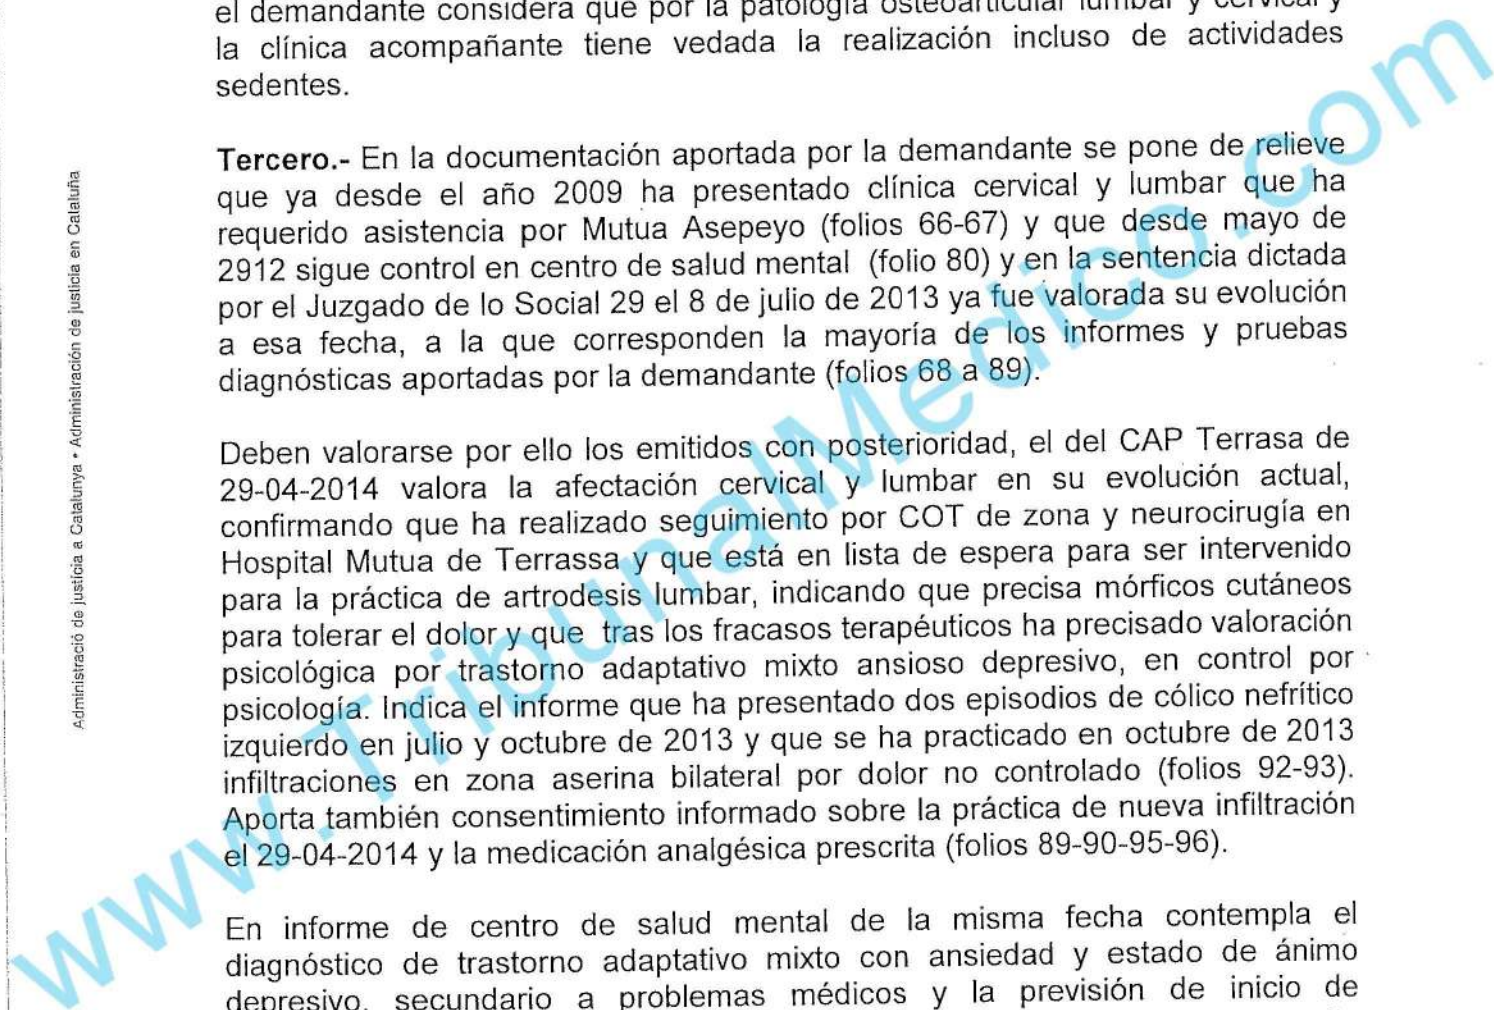 el demandante considera que por la patología osteoarticular lumbar y cervical y
la clínica acompañante tiene vedada la realización incluso de actividades
sedentes.
Tercero.- En la documentación aportada por la demandante se pone de relieve
que ya desde el año 2009 ha presentado clínica cervical y lumbar que ha
requerido asistencia por Mutua Asepeyo (folios 66-67) y que desde mayo de
2912 sigue control en centro de salud mental (folio 80) y en la sentencia dictada
por el Juzgado de lo Social 29 el 8 de julio de 2013 ya fue valorada su evolución
a esa fecha, a la que corresponden la mayoría de los informes y pruebas
diagnósticas aportadas por la demandante (folios 68 a 89).
Deben valorarse por ello los emitidos con posterioridad, el del CAP Terrasa de
29-04-2014 valora la afectación cervical y lumbar en su evolución actual,
confirmando que ha realizado seguimiento por COT de zona y neurocirugía en
Hospital Mutua de Terrassa y que está en lista de espera para ser intervenido
para la práctica de artrodesis lumbar, indicando que precisa mórficos cutáneos
para tolerar el dolor y que tras los fracasos terapéuticos ha precisado valoración
psicológica por trastorno adaptativo mixto ansioso depresivo, en control por
psicología. Indica el informe que ha presentado dos episodios de cólico nefrítico
izquierdo en julio y octubre de 2013 y que se ha practicado en octubre de 2013
infiltraciones en zona aserina bilateral por dolor no controlado (folios 92-93).
Aporta también consentimiento informado sobre la práctica de nueva infiltración
el 29-04-2014 y la medicación analgésica prescrita (folios 89-90-95-96).
En informe de centro de salud mental de la misma fecha contempla el
diagnóstico de trastorno adaptativo mixto con ansiedad y estado de ánimo
depresivo, secundario a problemas médicos y la previsión de inicio de
Administració de justícia a Catalunya • Administración de justicia en Cataluña
www.TribunalMedico.com